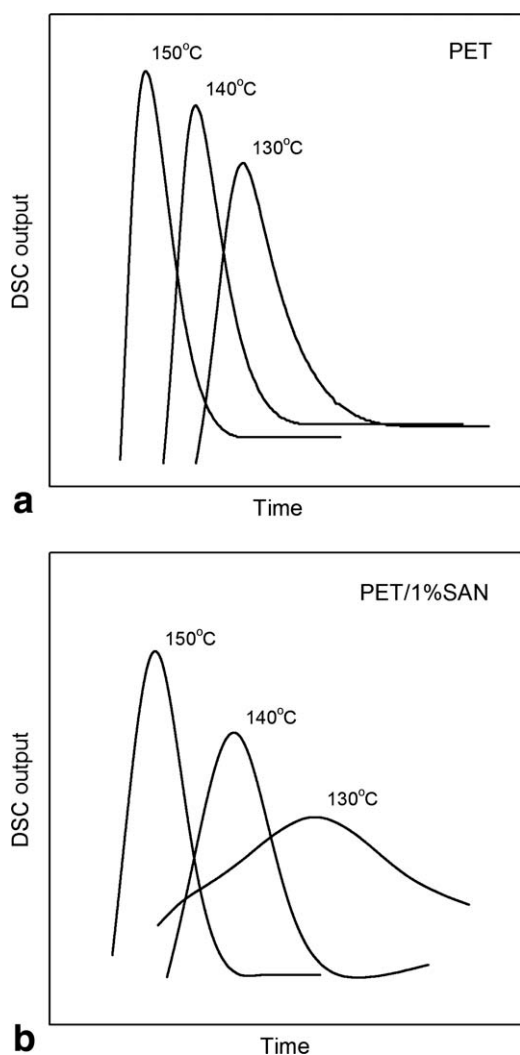 PET
150°C
140°C
130°C
DSC output
a
Time
PET/1%SAN
150°C
140°C
130°C
DSC output
b
Time